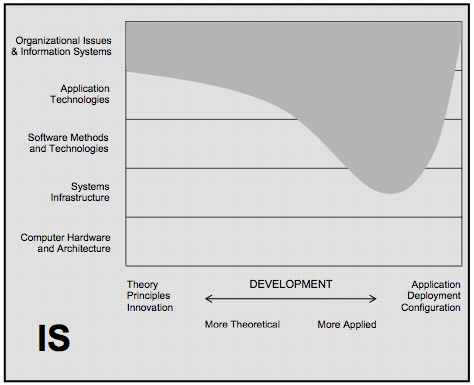 Organizational Issues
& Information Systems
Application
Technologies
Software Methods
and Technologies
Systems
Infrastructure
Computer Hardware
and Architecture
Theory
Principles
Innovation
DEVELOPMENT
Application
Deployment
Configuration
More Theoretical
More Applied
IS